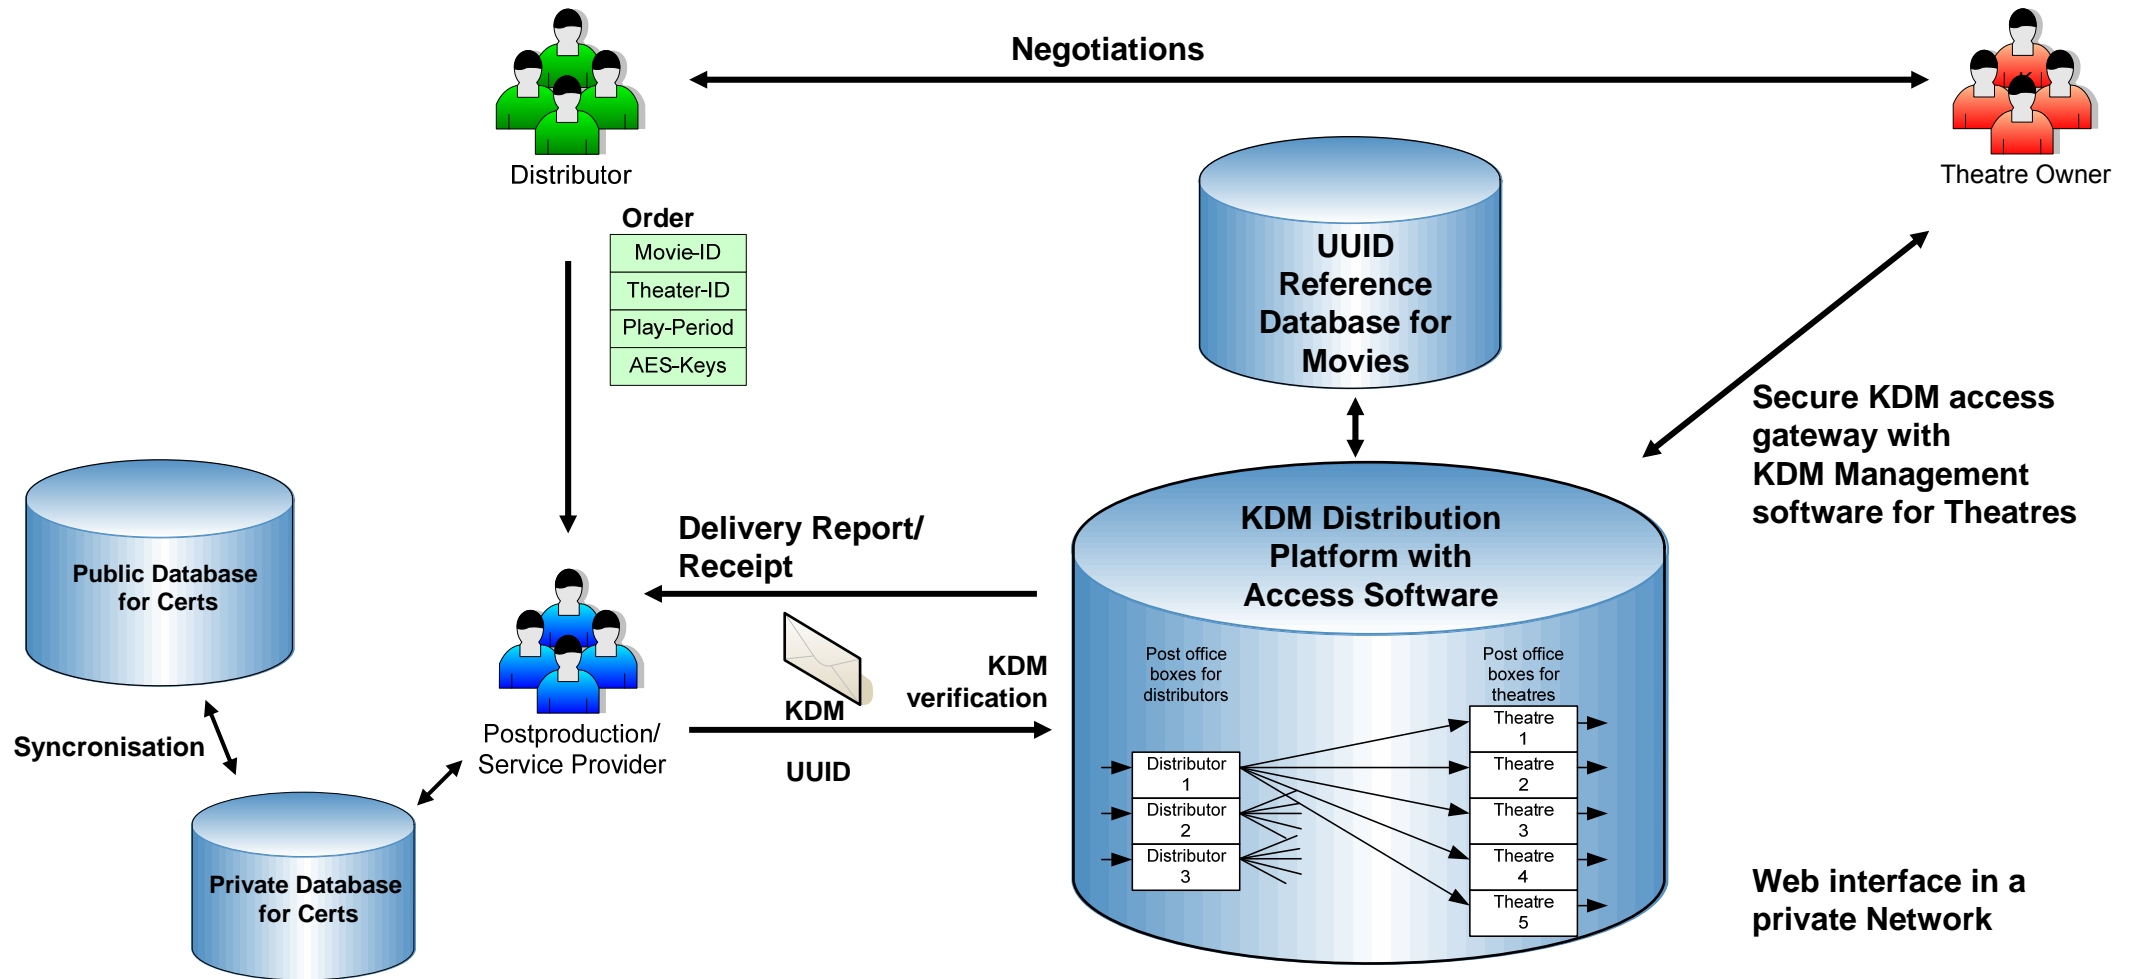 Negotiations
Distributor
Theatre Owner
Order
Movie-ID
Theater-ID
Play-Period
AES-Keys
UUID
Reference
Database for
Movies
Secure KDM access
gateway with
KDM Management
software for Theatres
Public Database
for Certs
Delivery Report/
Receipt
KDM Distribution
Platform with
Access Software
Syncronisation
Postproduction/
Service Provider
KDM
verification
KDM
UUID
Private Database
for Certs
Post office
boxes for
distributors
Post office
boxes for
theatres
Distributor
1
Distributor
2
Distributor
3
Theatre
1
Theatre
2
Theatre
3
Theatre
4
Theatre
5
Web interface in a
private Network